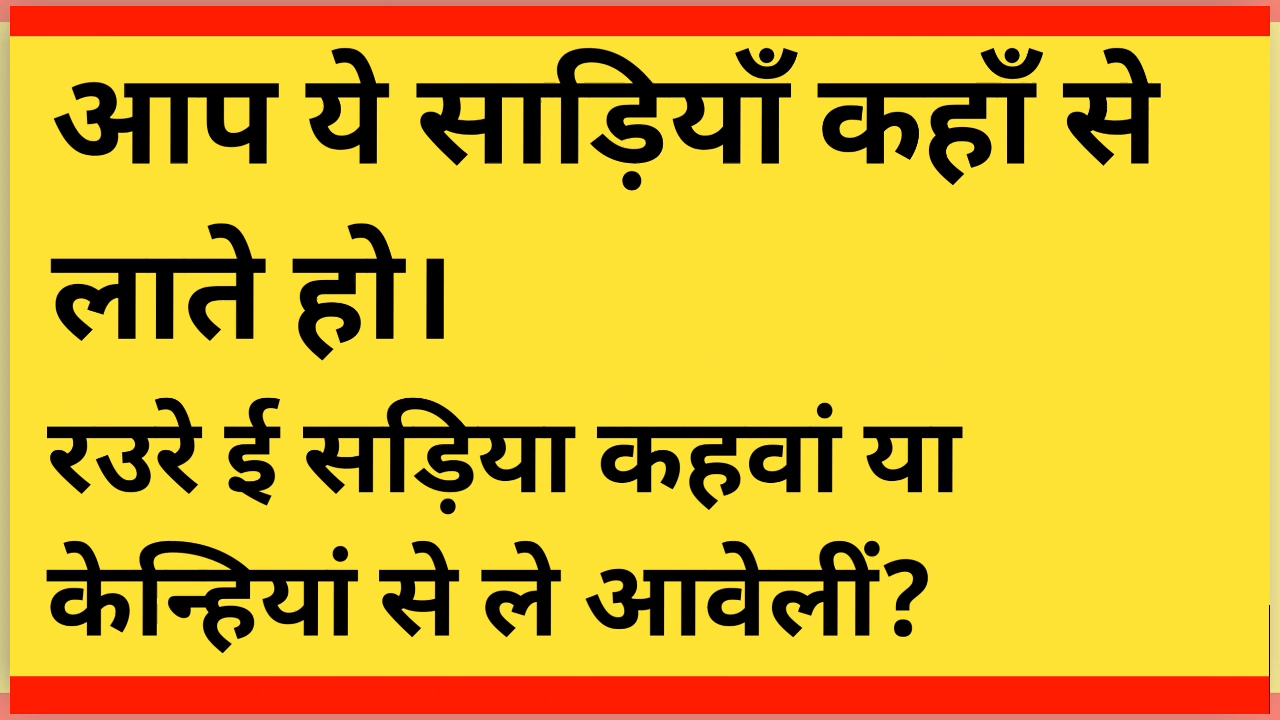 आप ये साड़ियाँ कहाँ से
लाते हो।
रउरे ई सड़िया कहवां या
केन्हियां से ले आवेलीं?